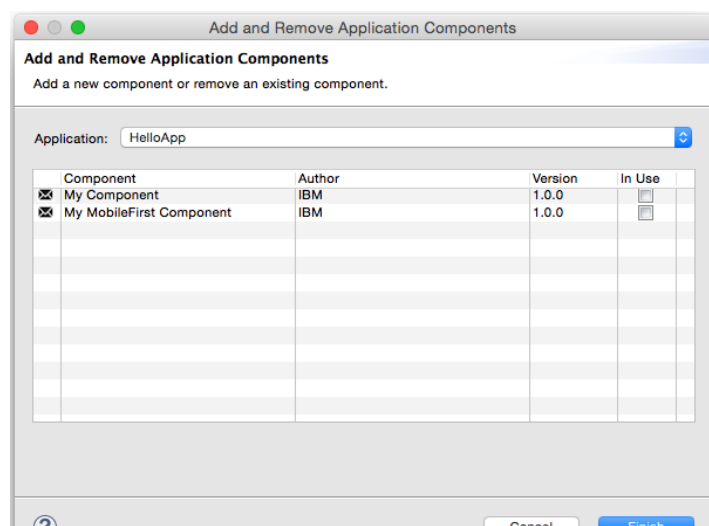 Add and Remove Application Components
Add and Remove Application Components
Add a new component or remove an existing component.
Application: HelloApp
Component Author Version In Use
My Component IBM 1.0.0
My MobileFirst Component IBM 1.0.0
? Cancel Finish